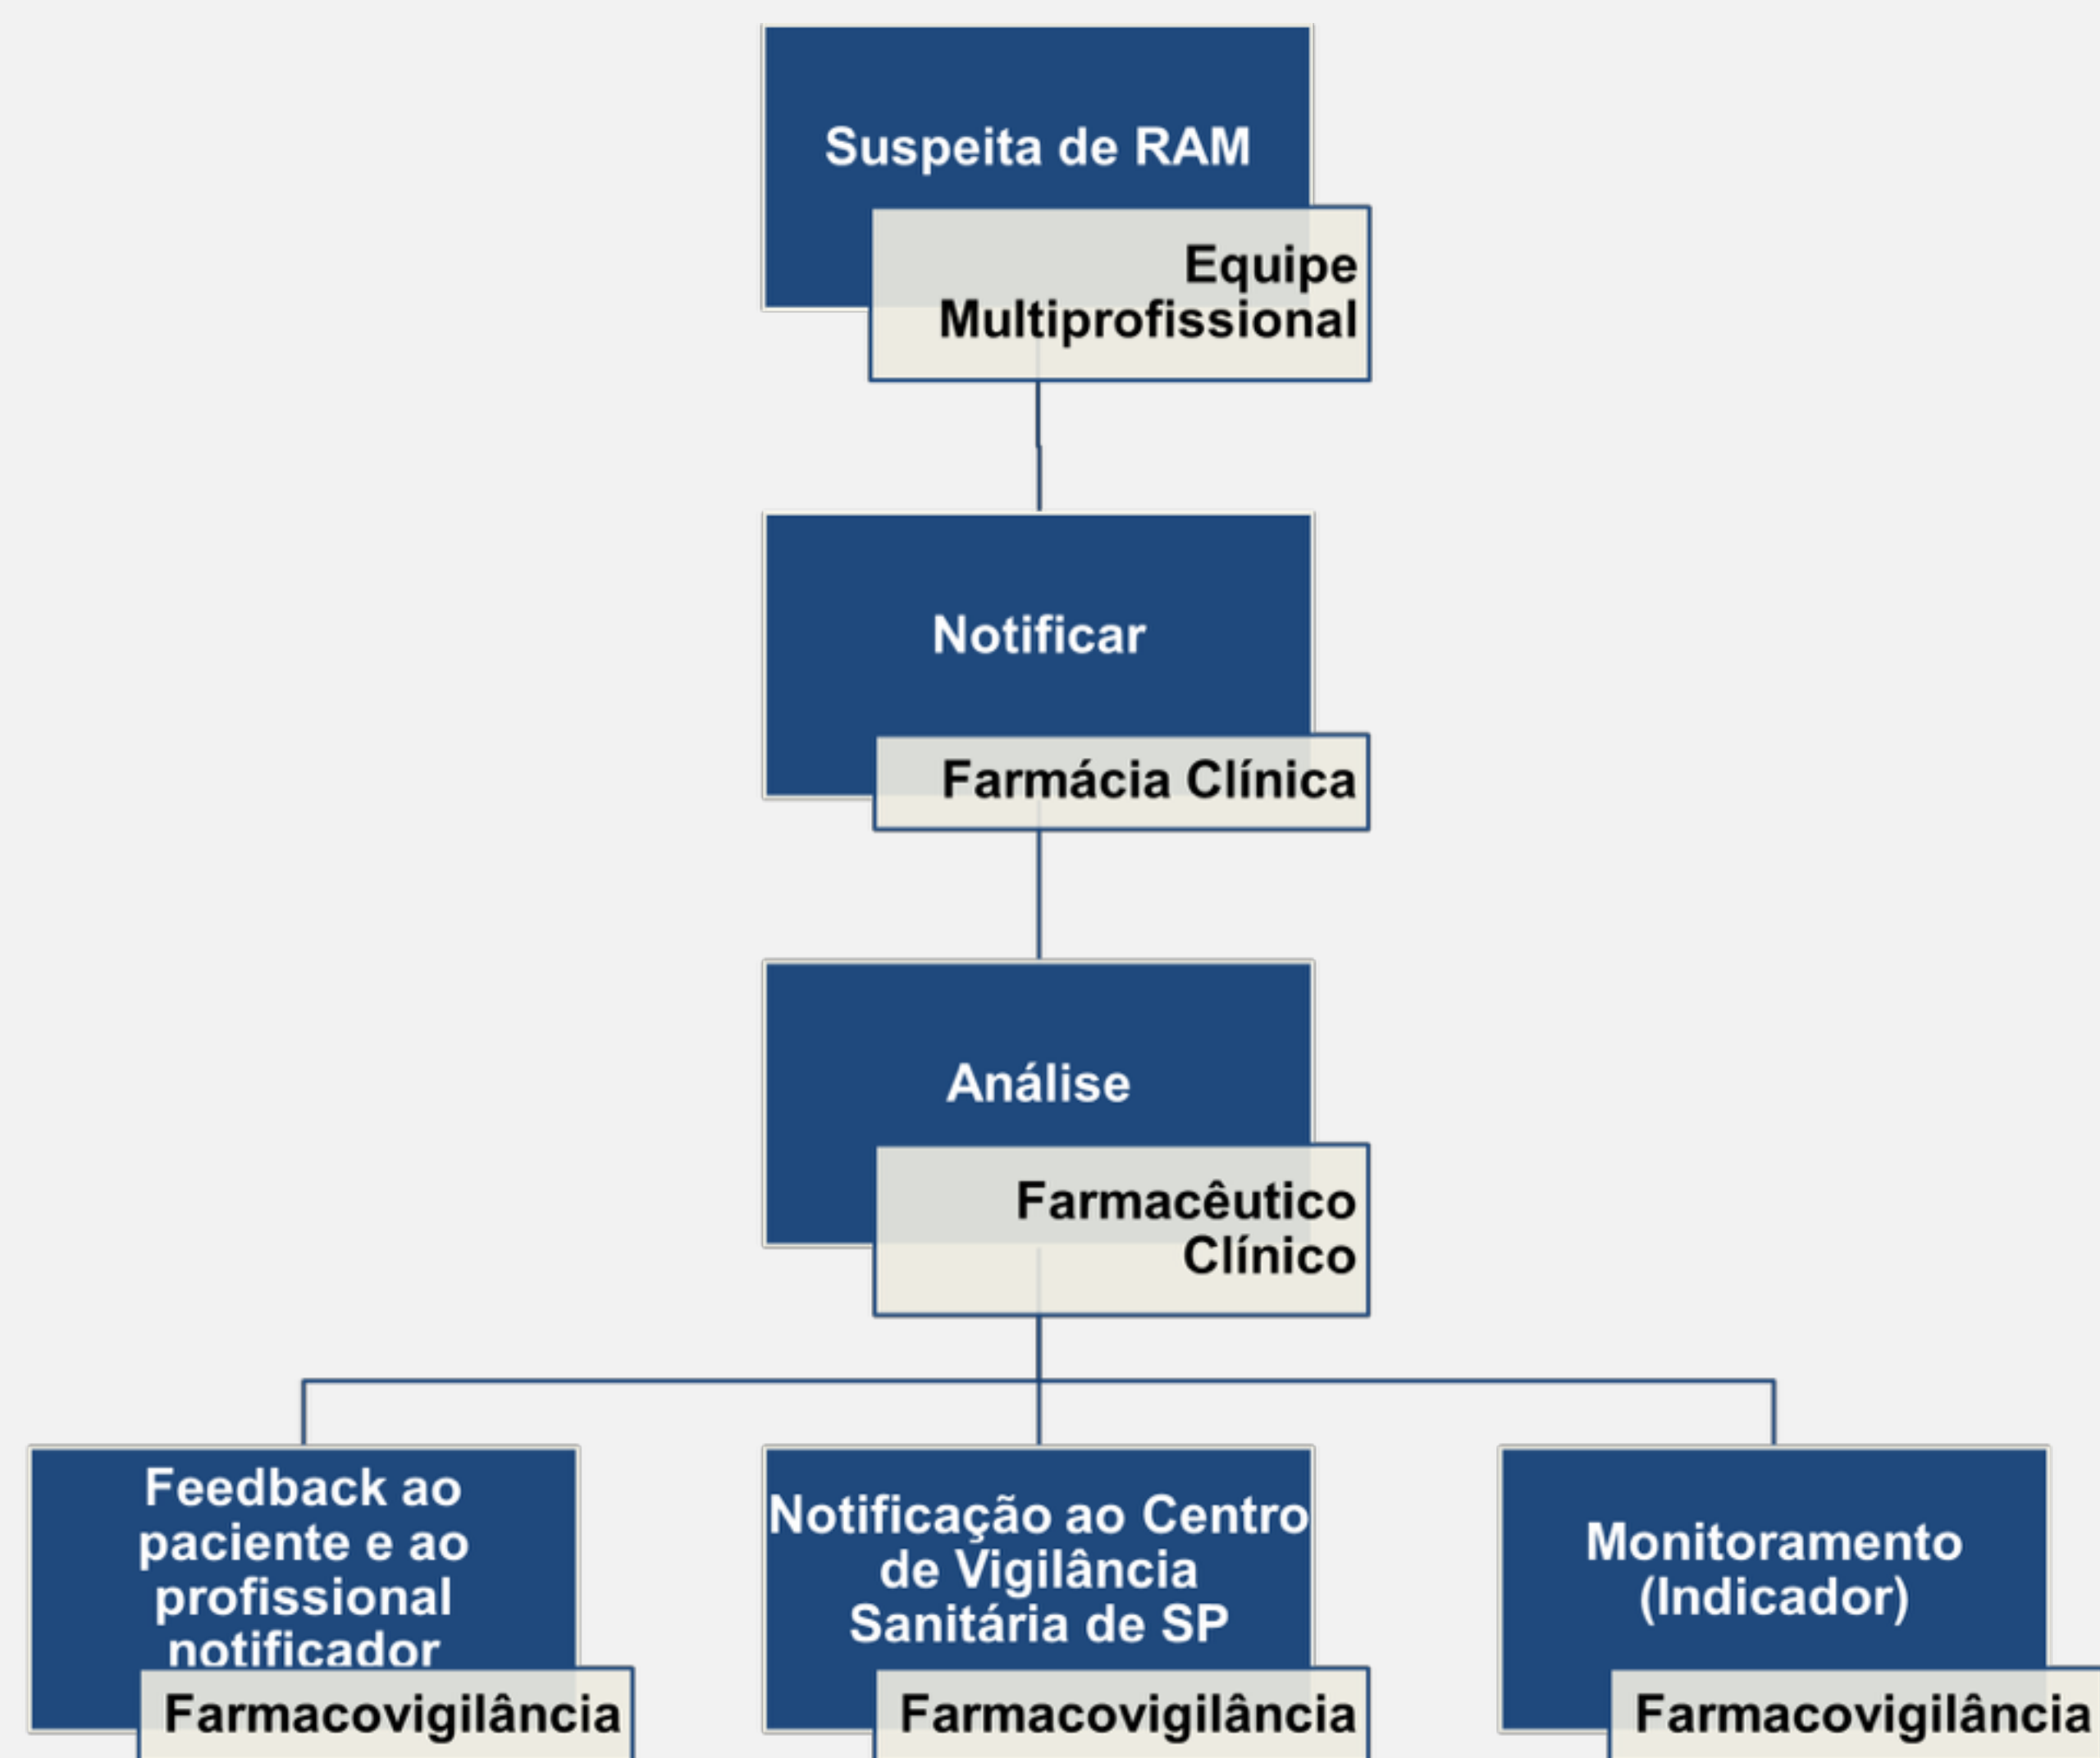 Suspeita de RAM
Equipe
Multiprofissional
Notificar
Farmácia Clínica
Análise
Farmacêutico
Clínico
Feedback ao
paciente e ao
profissional
notificador
Farmacovigilância
Notificação ao Centro
de Vigilância
Sanitária de SP
Farmacovigilância
Monitoramento
(Indicador)
Farmacovigilância